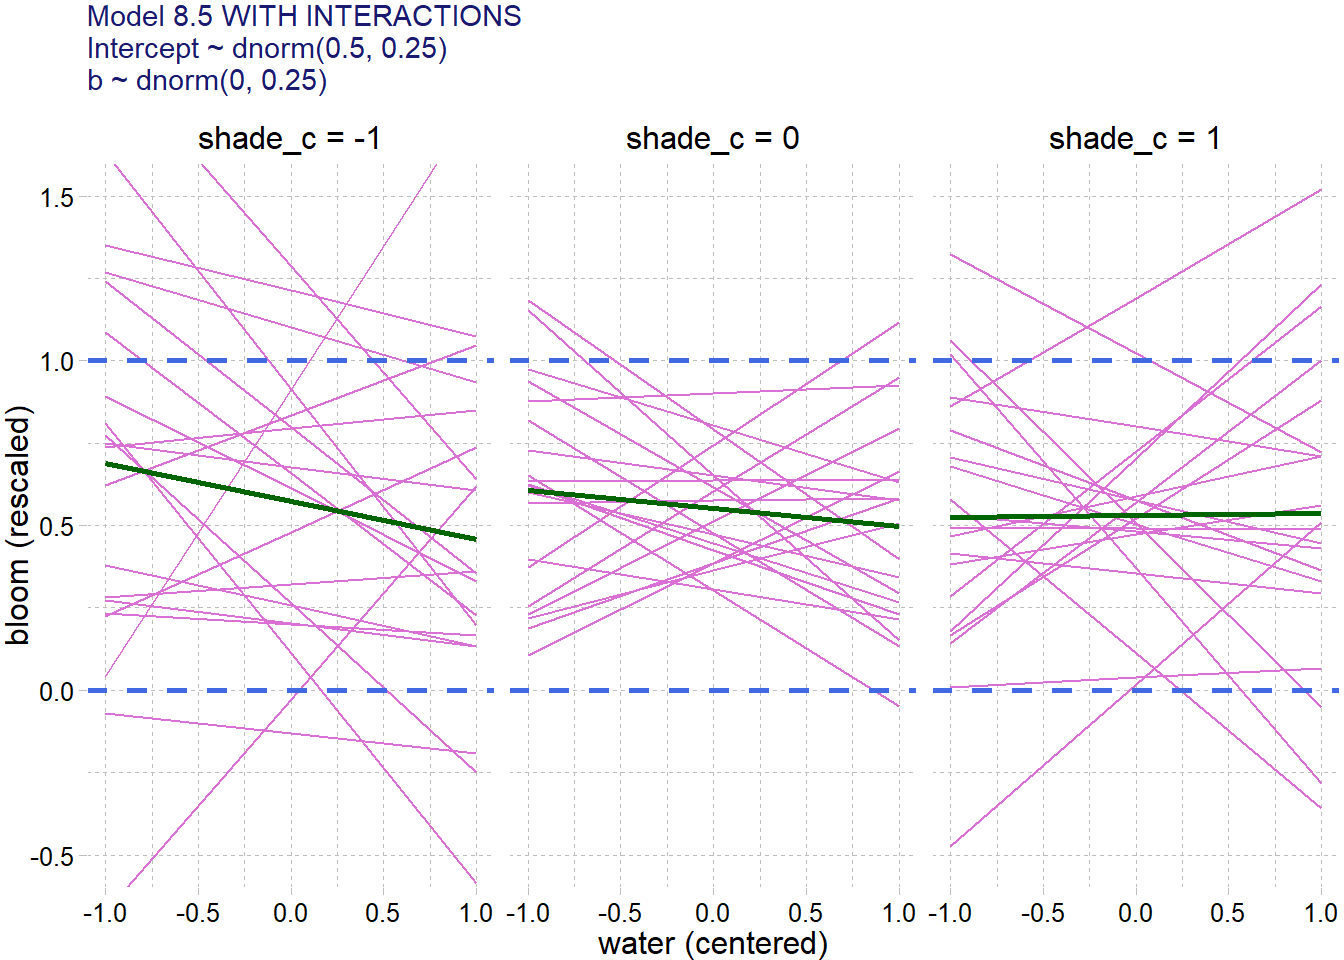 Model 8.5 WITH INTERACTIONS
Intercept ~ dnorm(0.5, 0.25)
b ~ dnorm(0, 0.25)
shade_c = -1 shade_c = 0 shade_c = 1
1.5
1.0
0.5
0.0
-0.5
bloom (rescaled)
-1.0 -0.5 0.0 0.5 1.0 -1.0 -0.5 0.0 0.5 1.0 -1.0 -0.5 0.0 0.5 1.0
water (centered)